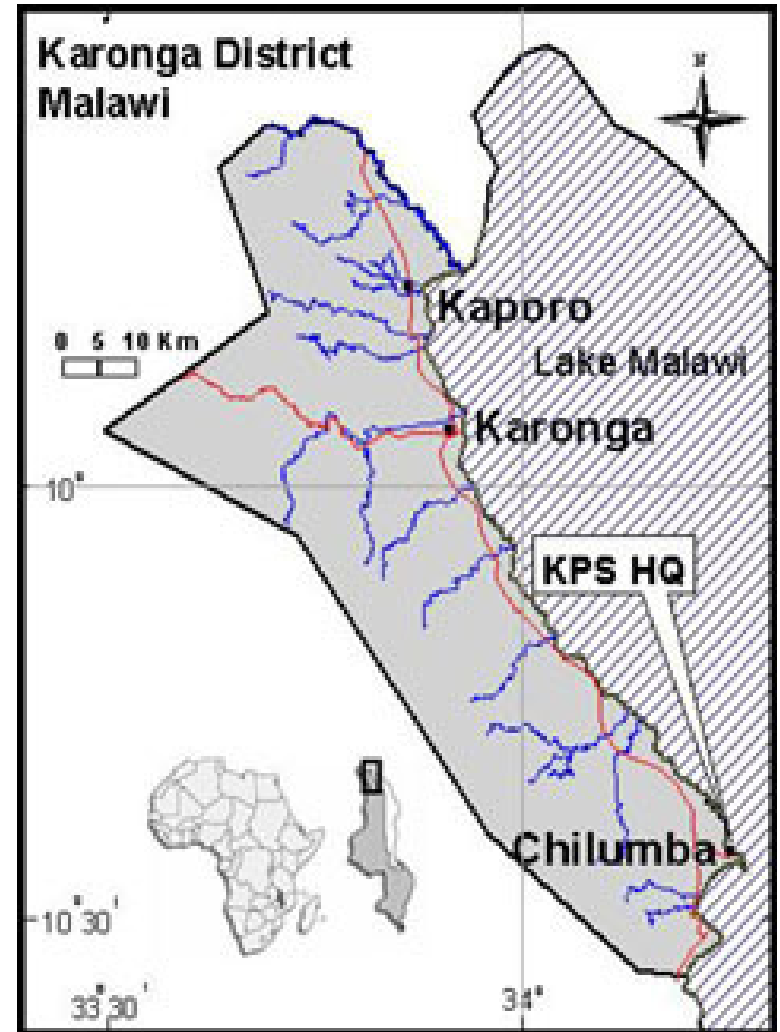 Karonga District
Malawi
N
Kaporo
0 5 10 Km
Lake Malawi
Karonga
10°
KPS HQ
Chilumba
10°30'
33°30'
34°